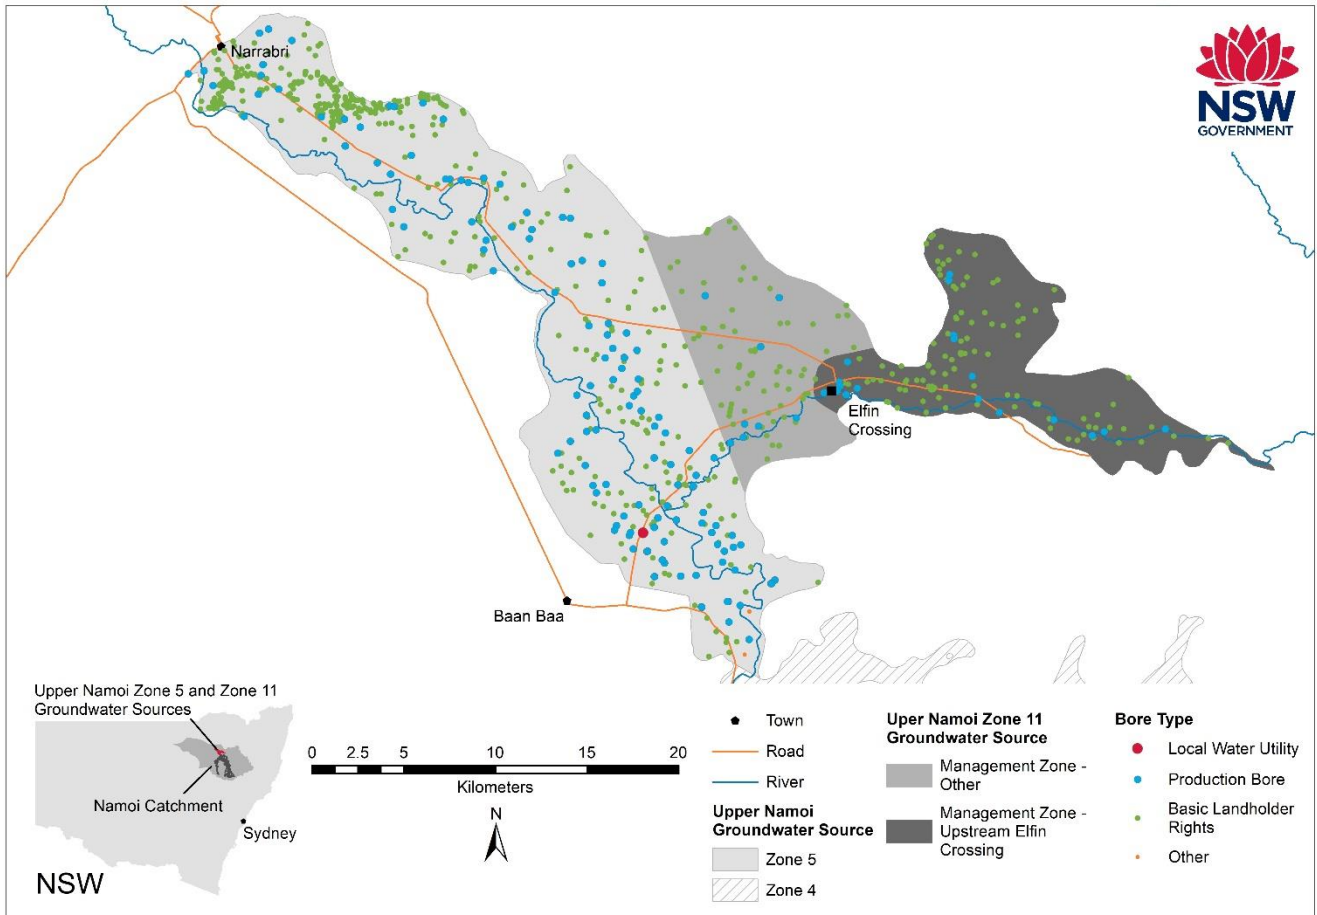 Narrabri
NSW
GOVERNMENT
Elfin
Crossing
Baan Baa
Upper Namoi Zone 5 and Zone 11
Groundwater Sources
Namoi Catchment
Sydney
NSW
0 2.5 5 10 15 20
Kilometers
N
Town
Road
River
Upper Namoi
Groundwater Source
Zone 5
Zone 4
Uper Namoi Zone 11
Groundwater Source
Management Zone -
Other
Management Zone -
Upstream Elfin
Crossing
Bore Type
Local Water Utility
Production Bore
Basic Landholder
Rights
Other